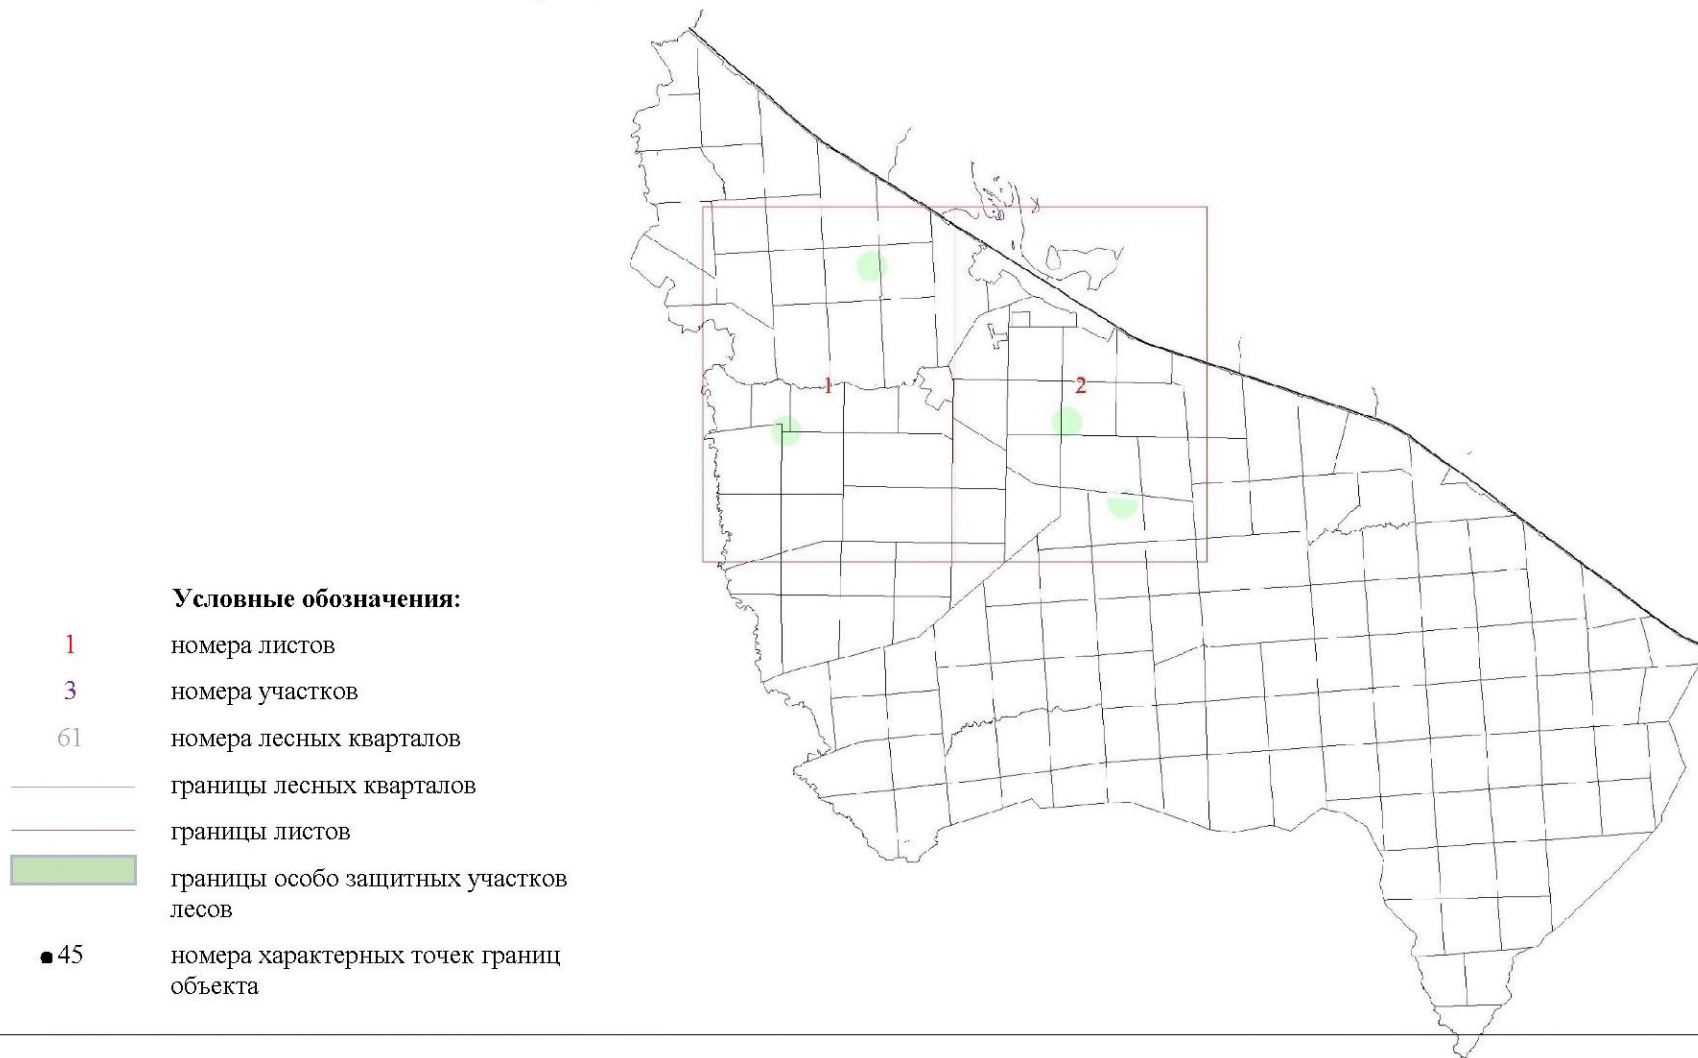 1
2
Условные обозначения:
1 номера листов
3 номера участков
61 номера лесных кварталов
границы лесных кварталов
границы листов
границы особо защитных участков
лесов
45 номера характерных точек границ
объекта